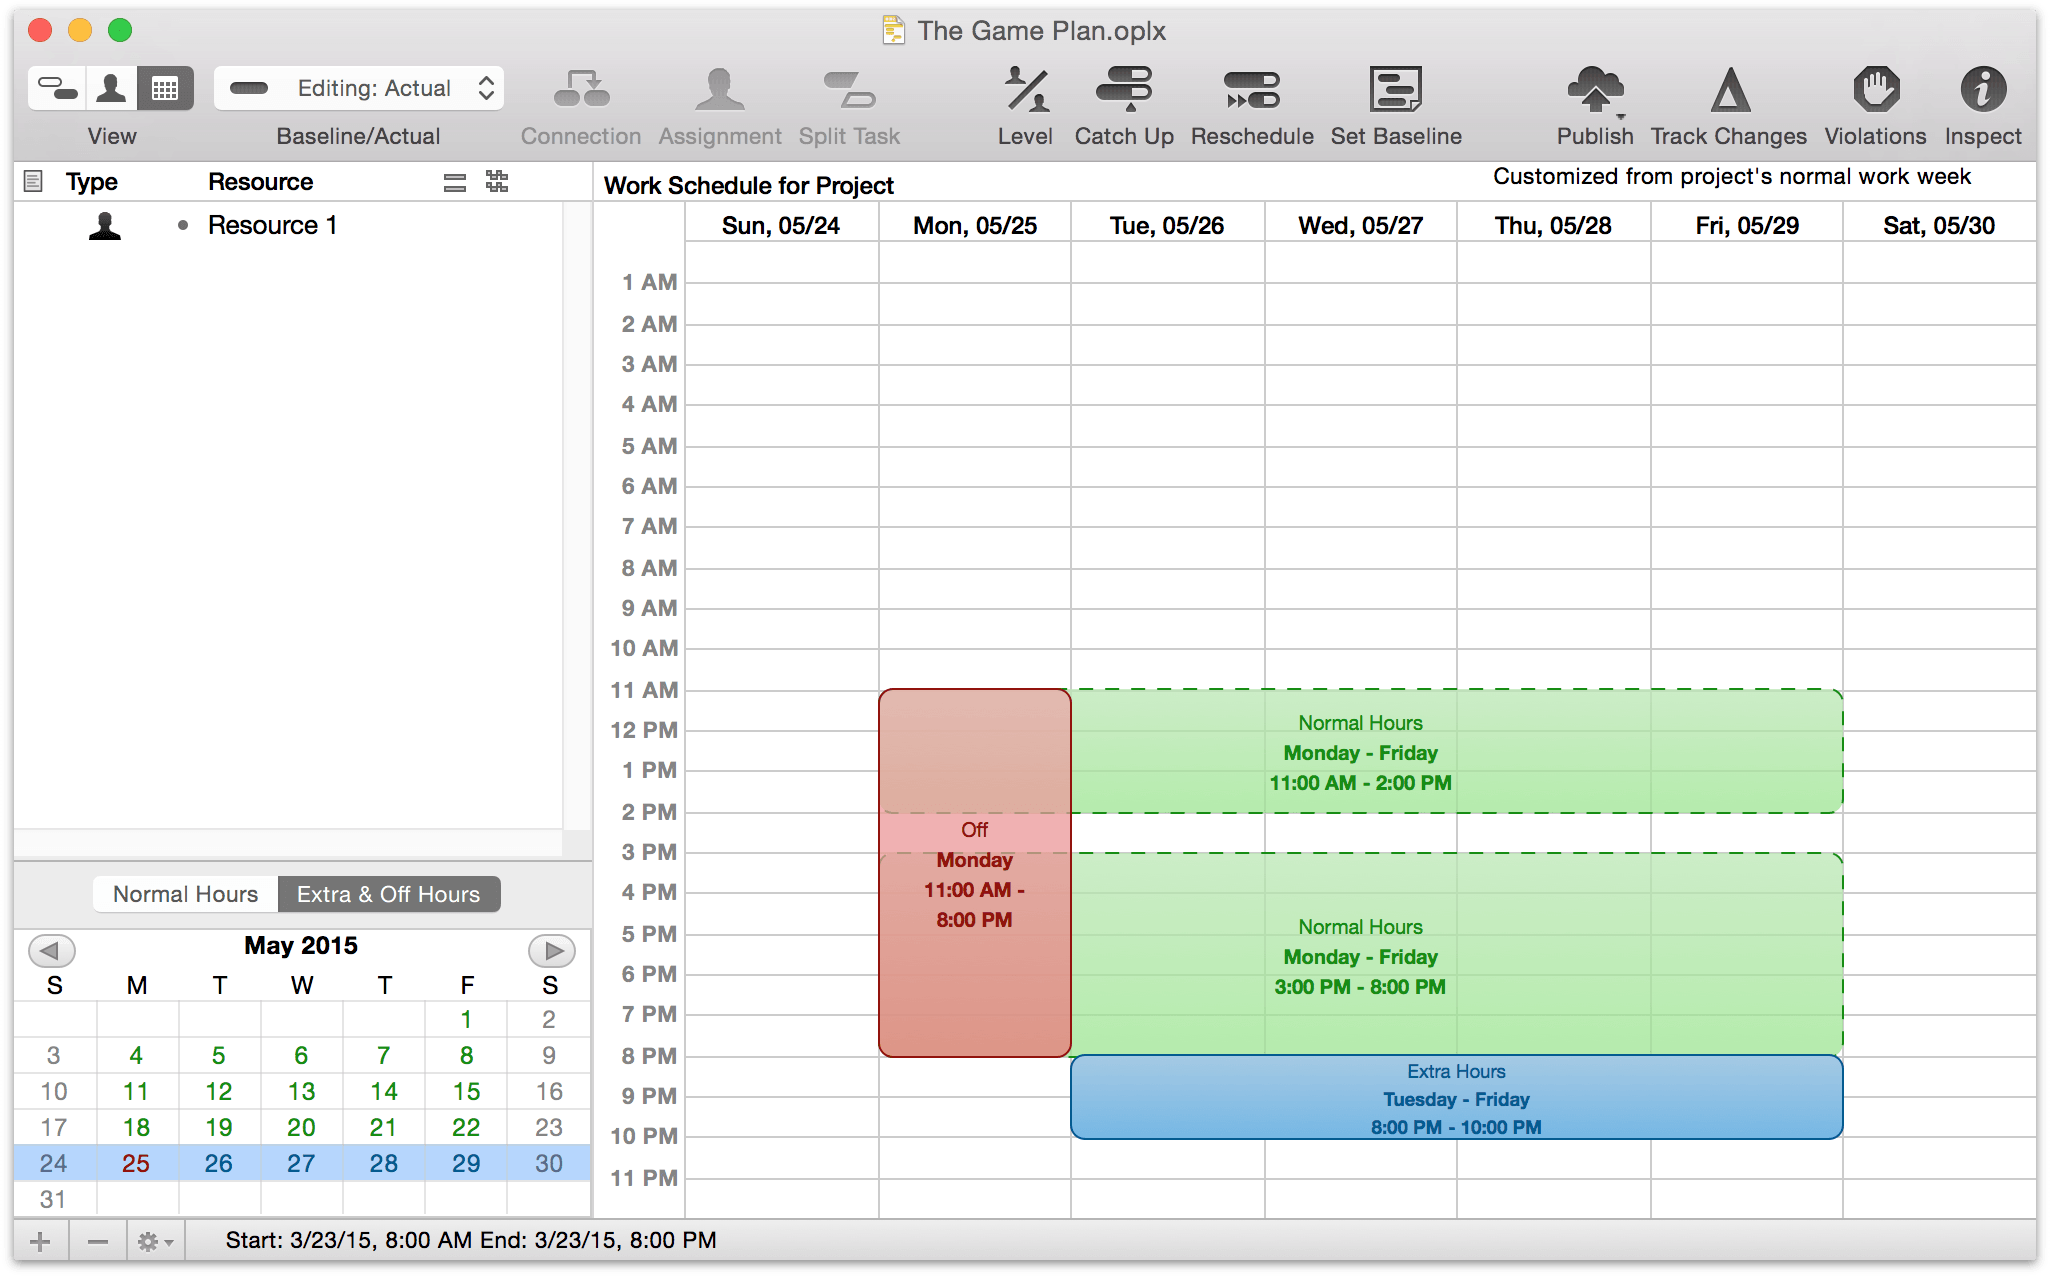 The Game Plan.oplx
Editing: Actual
View
Baseline/Actual
Connection
Assignment
Split Task
Level
Catch Up
Reschedule
Set Baseline
Publish
Track Changes
Violations
Inspect
Type
Resource
Resource 1
Work Schedule for Project
Customized from project's normal work week
Sun, 05/24
Mon, 05/25
Tue, 05/26
Wed, 05/27
Thu, 05/28
Fri, 05/29
Sat, 05/30
1 AM
2 AM
3 AM
4 AM
5 AM
6 AM
7 AM
8 AM
9 AM
10 AM
11 AM
12 PM
1 PM
2 PM
3 PM
4 PM
5 PM
6 PM
7 PM
8 PM
9 PM
10 PM
11 PM
Off
Monday
11:00 AM -
8:00 PM
Normal Hours
Monday - Friday
11:00 AM - 2:00 PM
Normal Hours
Monday - Friday
3:00 PM - 8:00 PM
Extra Hours
Tuesday - Friday
8:00 PM - 10:00 PM
Normal Hours
Extra & Off Hours
May 2015
S M T W T F S
1 2
3 4 5 6 7 8 9
10 11 12 13 14 15 16
17 18 19 20 21 22 23
24 25 26 27 28 29 30
31
Start: 3/23/15, 8:00 AM End: 3/23/15, 8:00 PM